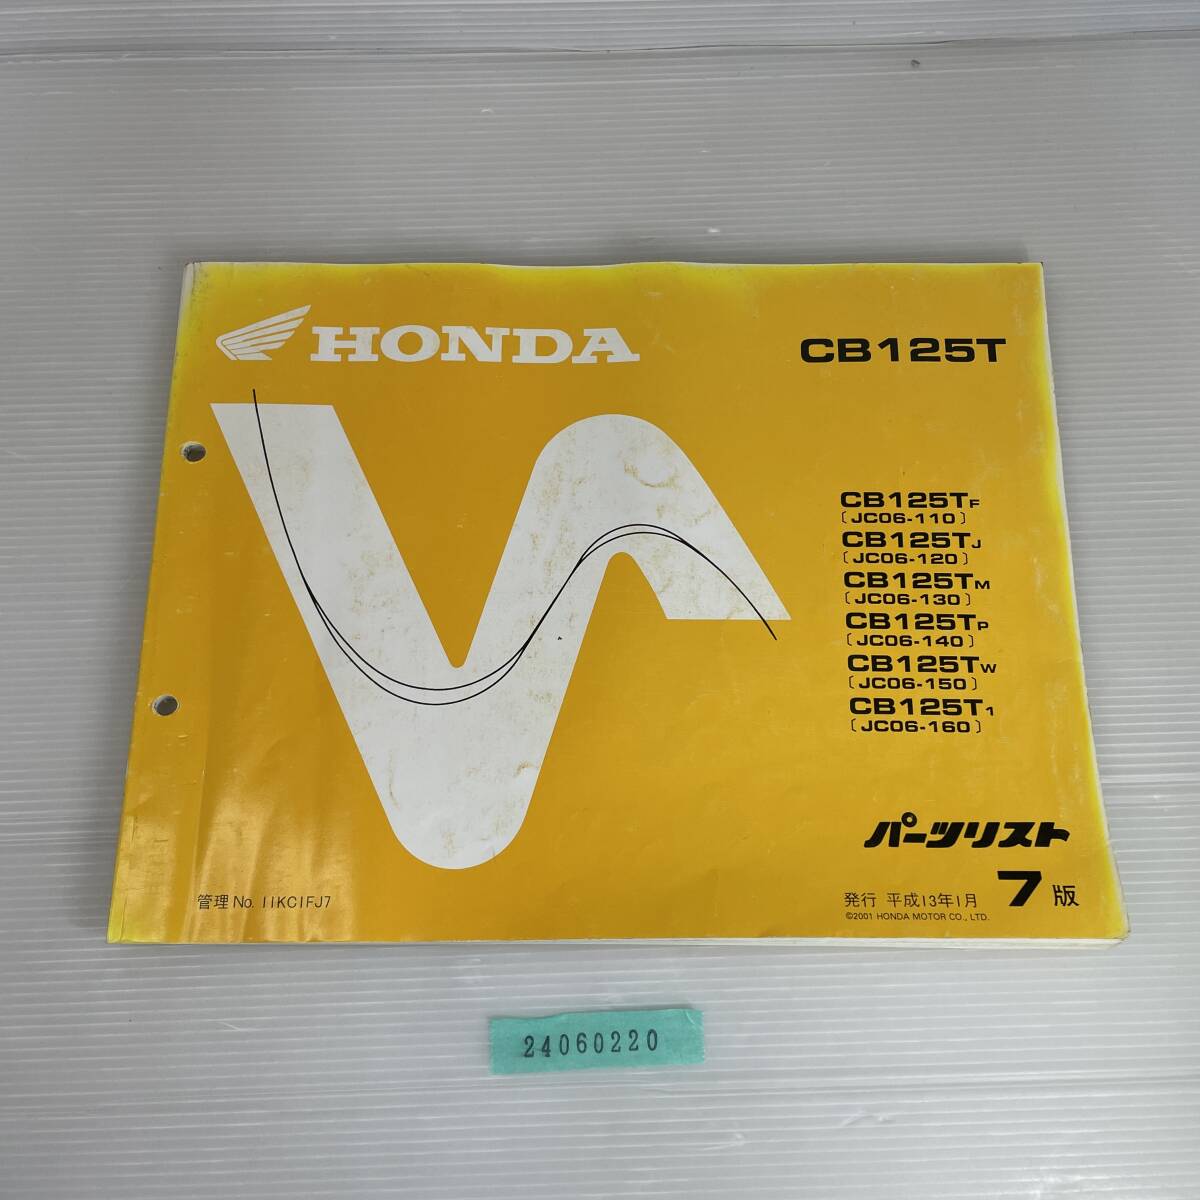 HONDA
CB125T
CB125TF
〔JC06-110〕
CB125TJ
〔JC06-120〕
CB125TM
〔JC06-130〕
CB125TP
〔JC06-140〕
CB125TW
〔JC06-150〕
CB125T1
〔JC06-160〕
パーツリスト
管理No. 11KC1FJ7
発行 平成13年1月 7版
©2001 HONDA MOTOR CO., LTD.
24060220